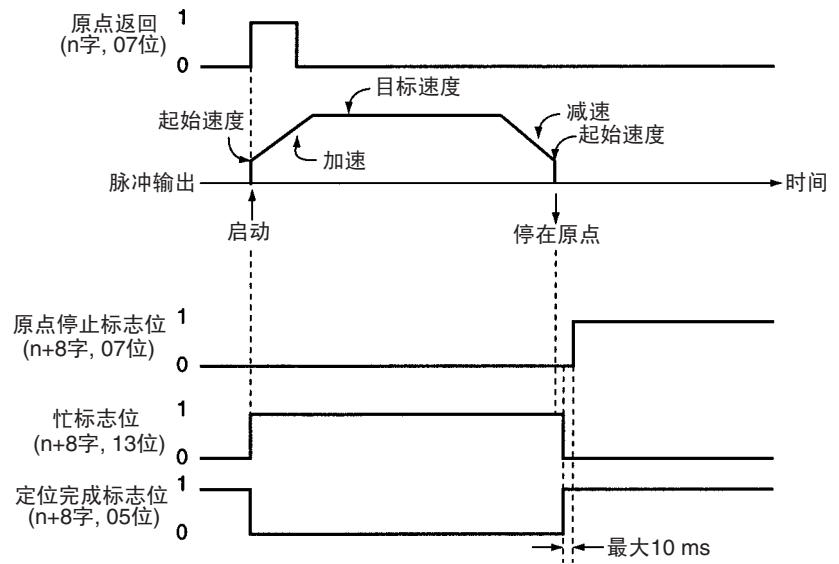 原点返回
(n字, 07位)
1
0
目标速度
减速
起始速度
起始速度
加速
脉冲输出
时间
启动
停在原点
原点停止标志位
(n+8字, 07位)
1
0
忙标志位
(n+8字, 13位)
1
0
定位完成标志位
(n+8字, 05位)
1
0
最大10 ms